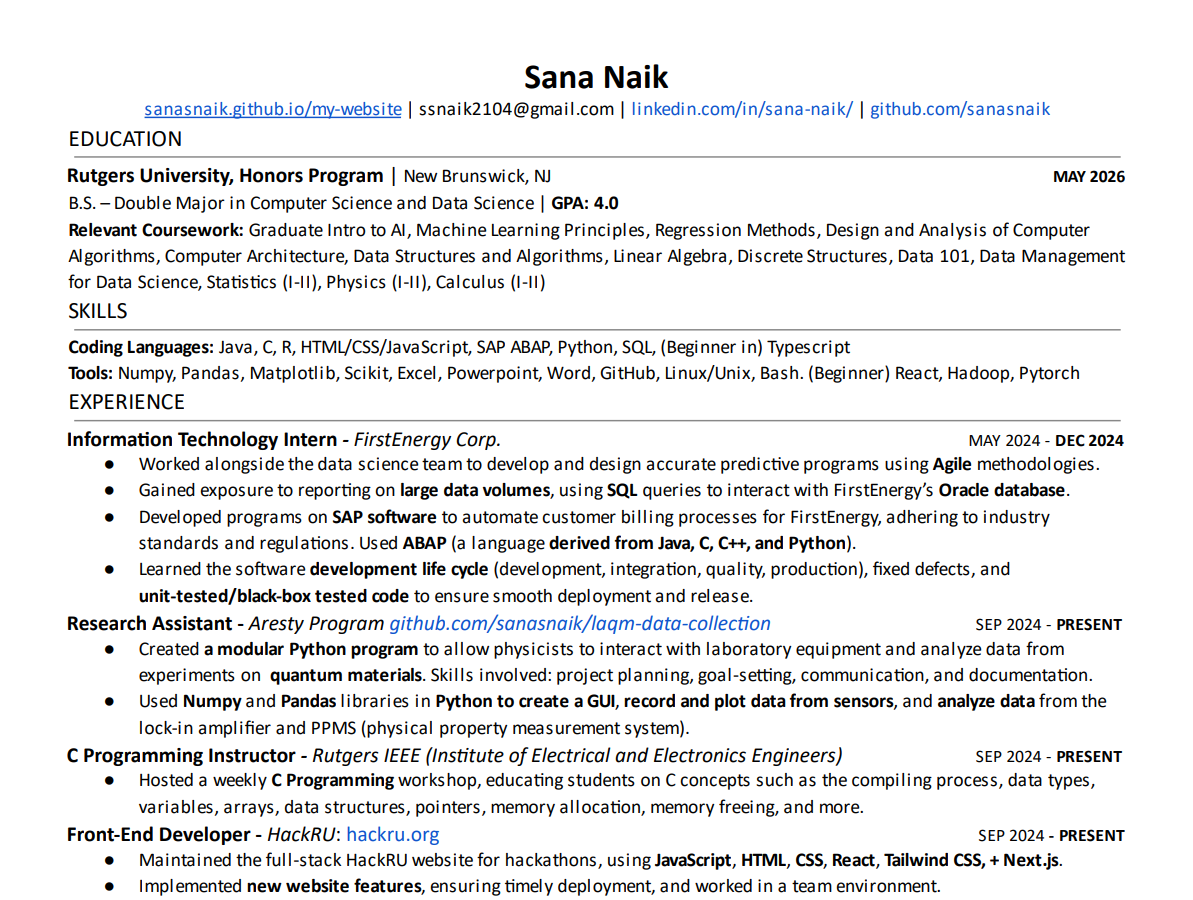 Sana Naik
sanasnaik.github.io/my-website | ssnaik2104@gmail.com | linkedin.com/in/sana-naik/ | github.com/sanasnaik
EDUCATION
Rutgers University, Honors Program | New Brunswick, NJ MAY 2026
B.S. – Double Major in Computer Science and Data Science | GPA: 4.0
Relevant Coursework: Graduate Intro to AI, Machine Learning Principles, Regression Methods, Design and Analysis of Computer
Algorithms, Computer Architecture, Data Structures and Algorithms, Linear Algebra, Discrete Structures, Data 101, Data Management
for Data Science, Statistics (I-II), Physics (I-II), Calculus (I-II)
SKILLS
Coding Languages: Java, C, R, HTML/CSS/JavaScript, SAP ABAP, Python, SQL, (Beginner in) Typescript
Tools: Numpy, Pandas, Matplotlib, Scikit, Excel, Powerpoint, Word, GitHub, Linux/Unix, Bash. (Beginner) React, Hadoop, Pytorch
EXPERIENCE
Information Technology Intern - FirstEnergy Corp. MAY 2024 - DEC 2024
● Worked alongside the data science team to develop and design accurate predictive programs using Agile methodologies.
● Gained exposure to reporting on large data volumes, using SQL queries to interact with FirstEnergy’s Oracle database.
● Developed programs on SAP software to automate customer billing processes for FirstEnergy, adhering to industry
standards and regulations. Used ABAP (a language derived from Java, C, C++, and Python).
● Learned the software development life cycle (development, integration, quality, production), fixed defects, and
unit-tested/black-box tested code to ensure smooth deployment and release.
Research Assistant - Aresty Program github.com/sanasnaik/laqm-data-collection SEP 2024 - PRESENT
● Created a modular Python program to allow physicists to interact with laboratory equipment and analyze data from
experiments on quantum materials. Skills involved: project planning, goal-setting, communication, and documentation.
● Used Numpy and Pandas libraries in Python to create a GUI, record and plot data from sensors, and analyze data from the
lock-in amplifier and PPMS (physical property measurement system).
C Programming Instructor - Rutgers IEEE (Institute of Electrical and Electronics Engineers) SEP 2024 - PRESENT
● Hosted a weekly C Programming workshop, educating students on C concepts such as the compiling process, data types,
variables, arrays, data structures, pointers, memory allocation, memory freeing, and more.
Front-End Developer - HackRU: hackru.org SEP 2024 - PRESENT
● Maintained the full-stack HackRU website for hackathons, using JavaScript, HTML, CSS, React, Tailwind CSS, + Next.js.
● Implemented new website features, ensuring timely deployment, and worked in a team environment.